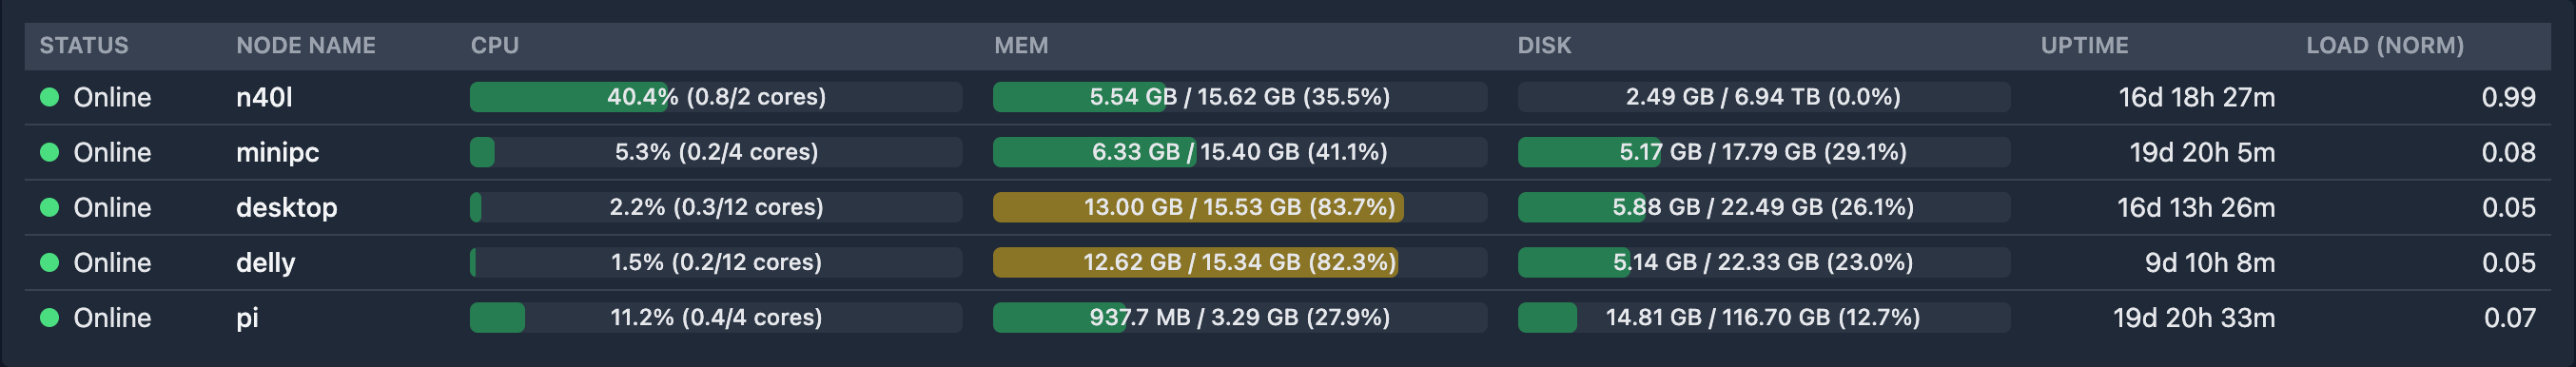 STATUS NODE NAME CPU MEM DISK UPTIME LOAD (NORM)
Online n40l 40.4% (0.8/2 cores) 5.54 GB / 15.62 GB (35.5%) 2.49 GB / 6.94 TB (0.0%) 16d 18h 27m 0.99
Online minipc 5.3% (0.2/4 cores) 6.33 GB / 15.40 GB (41.1%) 5.17 GB / 17.79 GB (29.1%) 19d 20h 5m 0.08
Online desktop 2.2% (0.3/12 cores) 13.00 GB / 15.53 GB (83.7%) 5.88 GB / 22.49 GB (26.1%) 16d 13h 26m 0.05
Online delly 1.5% (0.2/12 cores) 12.62 GB / 15.34 GB (82.3%) 5.14 GB / 22.33 GB (23.0%) 9d 10h 8m 0.05
Online pi 11.2% (0.4/4 cores) 937.7 MB / 3.29 GB (27.9%) 14.81 GB / 116.70 GB (12.7%) 19d 20h 33m 0.07